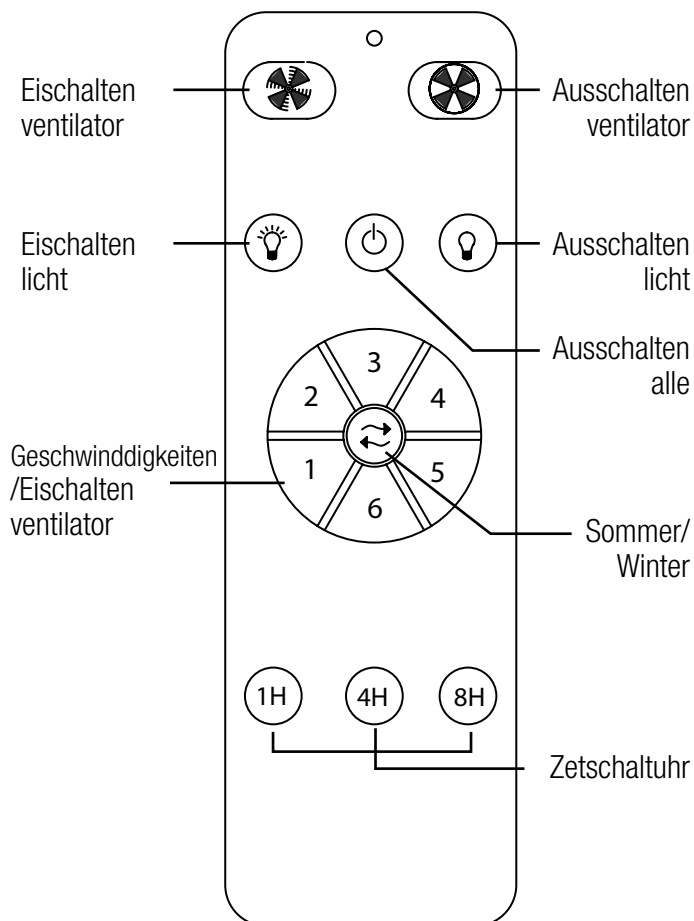 Eischalten
ventilator
Ausschalten
ventilator
Eischalten
licht
Ausschalten
licht
Ausschalten
alle
3
2
4
1
5
6
Geschwinddigkeiten
/Eischalten
ventilator
Sommer/
Winter
1H
4H
8H
Zetschaltuhr